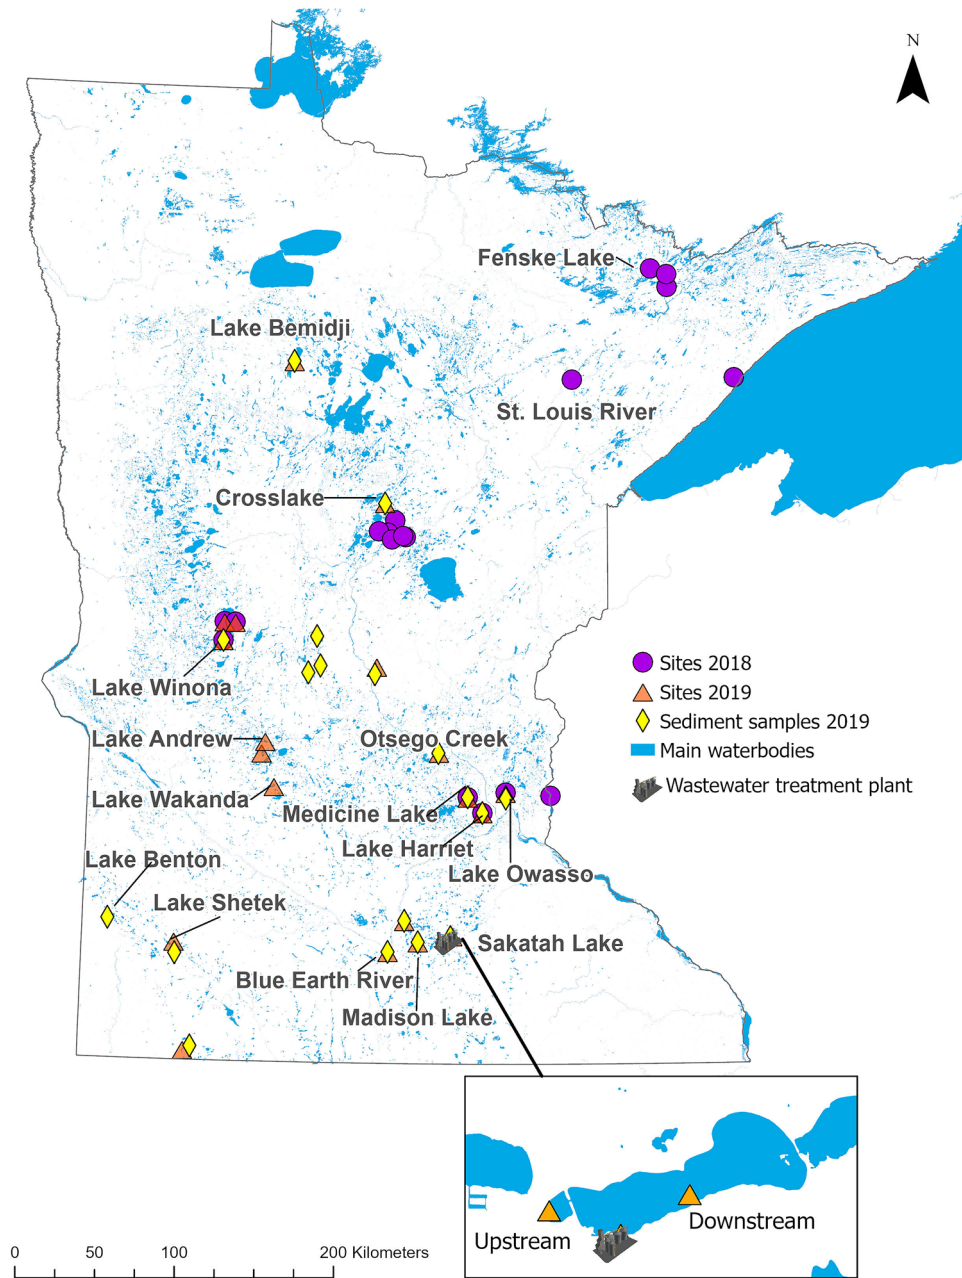 N
Fenske Lake
Lake Bemidji
St. Louis River
Crosslake
Sites 2018
Lake Winona
Sites 2019
Sediment samples 2019
Lake Andrew
Otsego Creek
Main waterbodies
Wastewater treatment plant
Lake Wakanda
Medicine Lake
Lake Harriet
Lake Benton
Lake Owasso
Lake Shetek
Sakatah Lake
Blue Earth River
Madison Lake
Downstream
Upstream
0 50 100 200 Kilometers